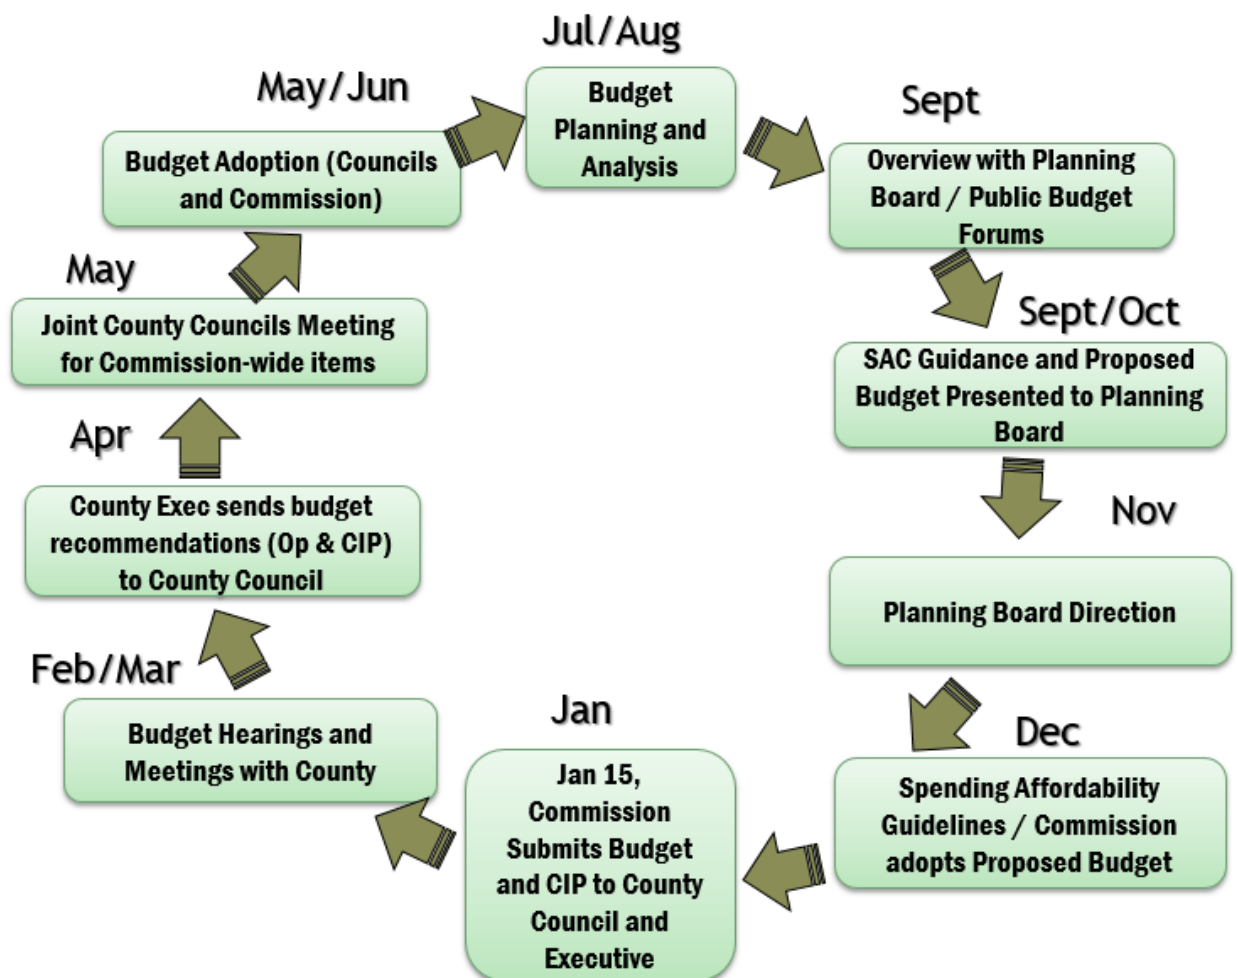 Jul/Aug
Budget
Planning and
Analysis
Sept
Overview with Planning
Board / Public Budget
Forums
Sept/Oct
SAC Guidance and Proposed
Budget Presented to Planning
Board
Nov
Planning Board Direction
Dec
Spending Affordability
Guidelines / Commission
adopts Proposed Budget
Jan
Jan 15,
Commission
Submits Budget
and CIP to County
Council and
Executive
Feb/Mar
Budget Hearings and
Meetings with County
Apr
County Exec sends budget
recommendations (Op & CIP)
to County Council
May
Joint County Councils Meeting
for Commission-wide items
May/Jun
Budget Adoption (Councils
and Commission)